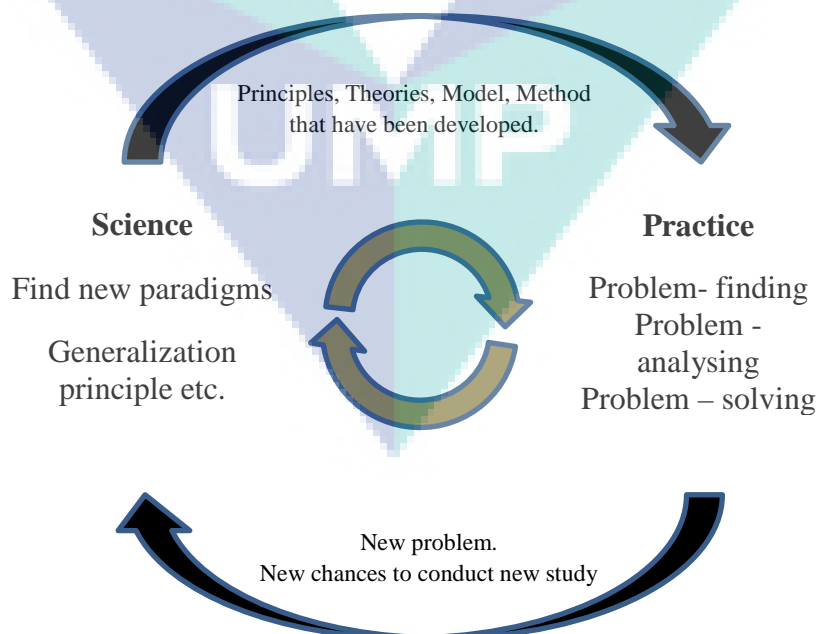 Principles, Theories, Model, Method
that have been developed.
UMP
Science
Find new paradigms
Generalization
principle etc.
Practice
Problem- finding
Problem -
analysing
Problem – solving
New problem.
New chances to conduct new study